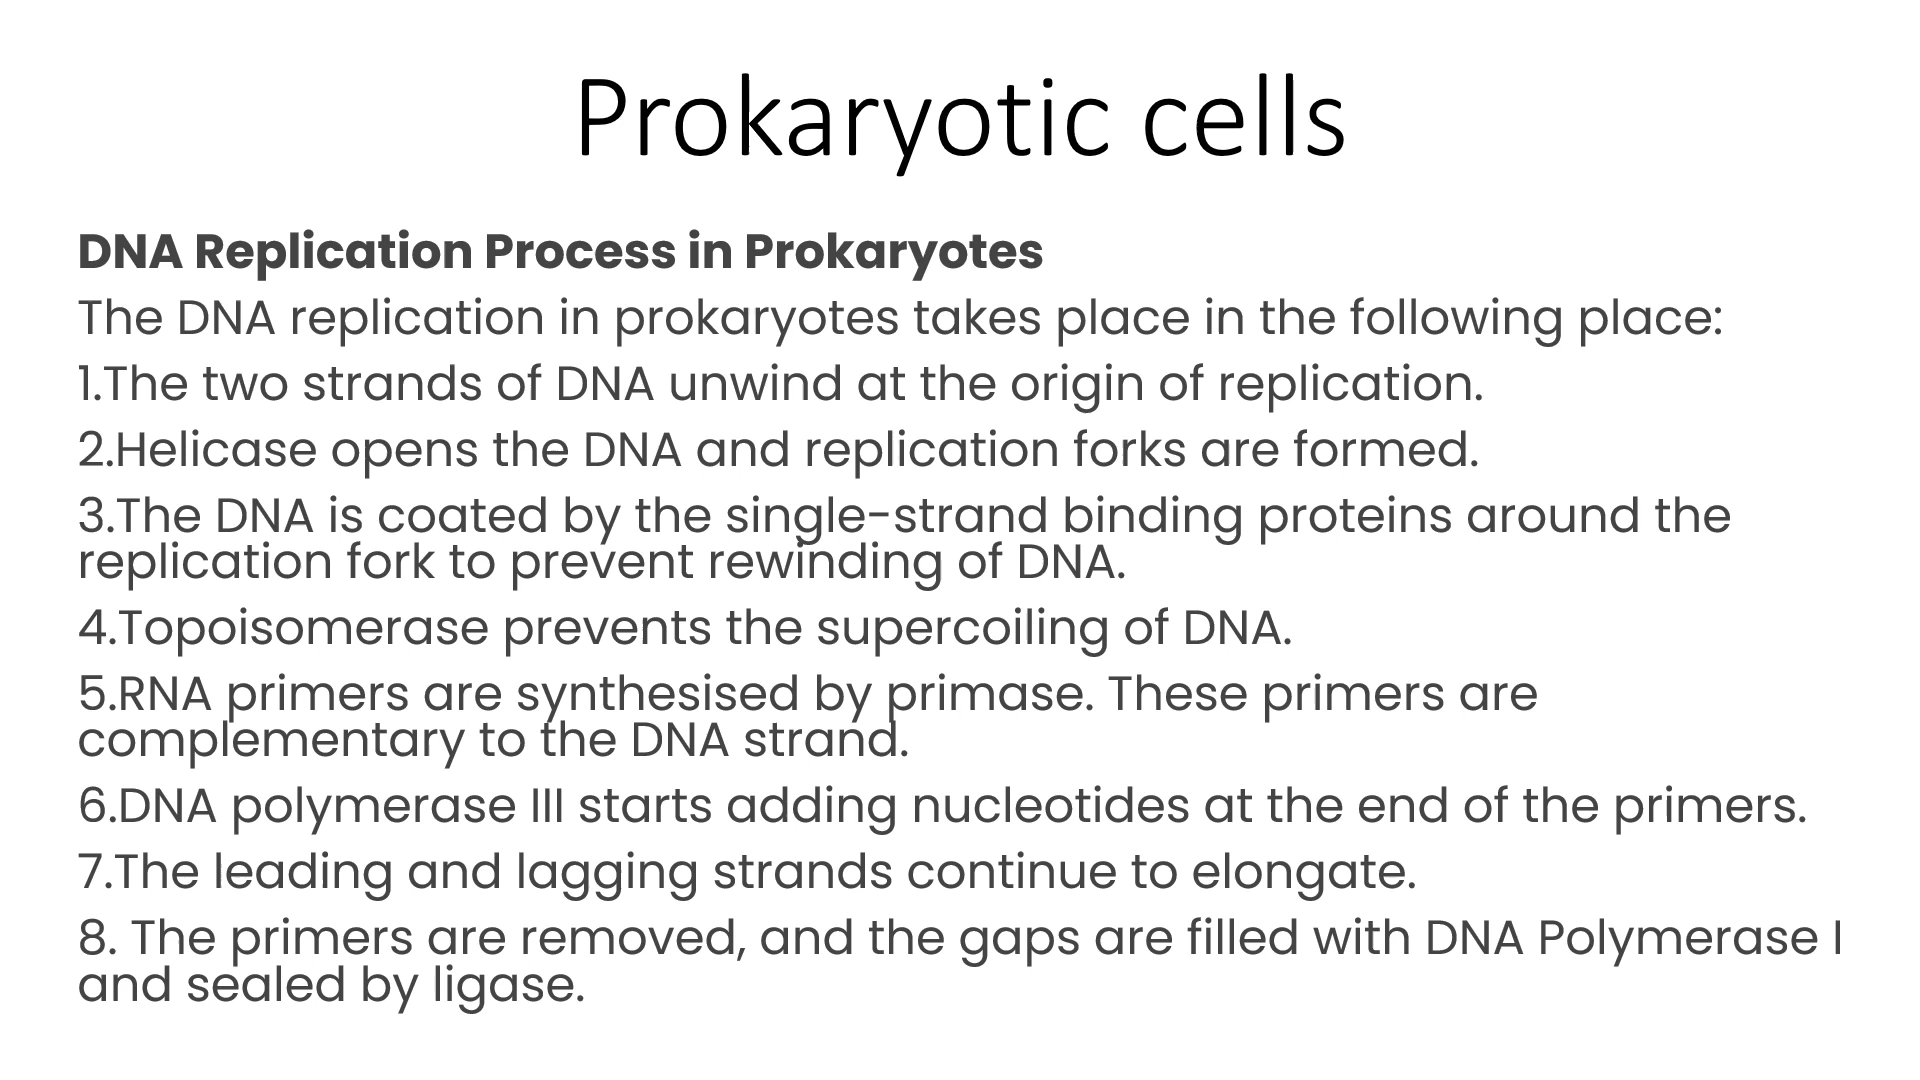 Prokaryotic cells
DNA Replication Process in Prokaryotes
The DNA replication in prokaryotes takes place in the following place:
1.The two strands of DNA unwind at the origin of replication.
2.Helicase opens the DNA and replication forks are formed.
3.The DNA is coated by the single-strand binding proteins around the
replication fork to prevent rewinding of DNA.
4.Topoisomerase prevents the supercoiling of DNA.
5.RNA primers are synthesised by primase. These primers are
complementary to the DNA strand.
6.DNA polymerase III starts adding nucleotides at the end of the primers.
7.The leading and lagging strands continue to elongate.
8. The primers are removed, and the gaps are filled with DNA Polymerase I
and sealed by ligase.